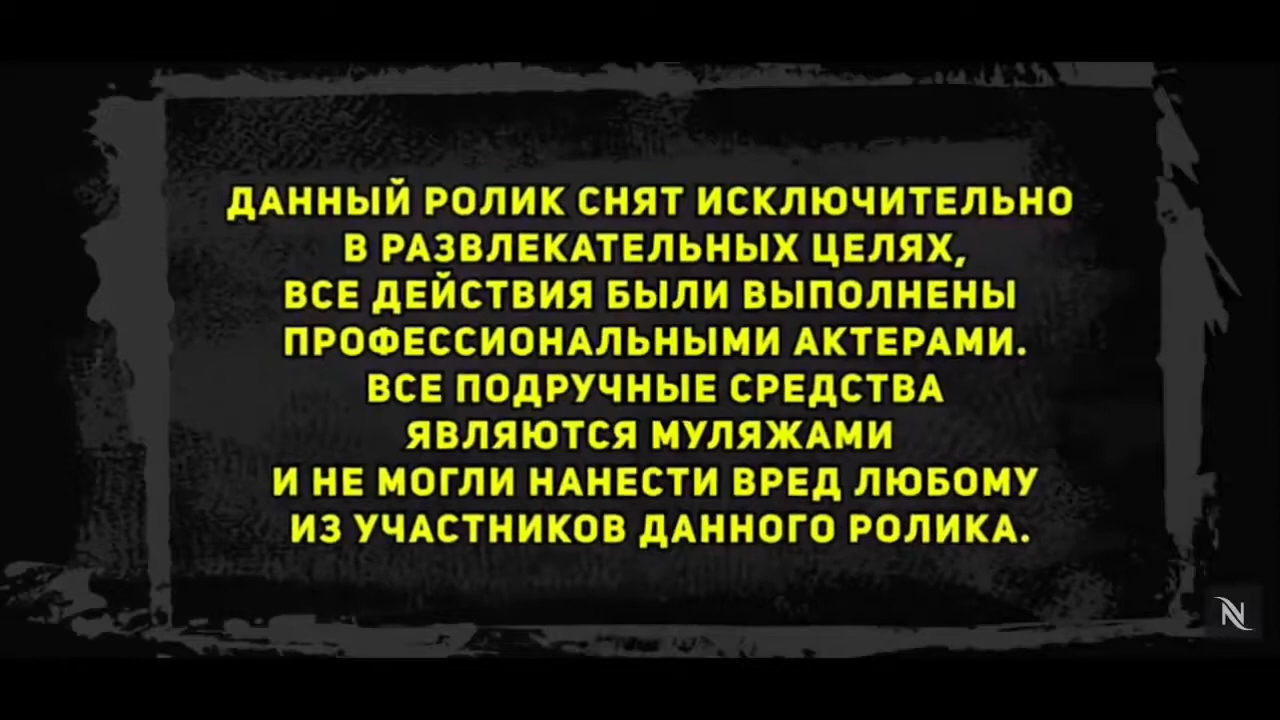 ДАННЫЙ РОЛИК СНЯТ ИСКЛЮЧИТЕЛЬНО
В РАЗВЛЕКАТЕЛЬНЫХ ЦЕЛЯХ,
ВСЕ ДЕЙСТВИЯ БЫЛИ ВЫПОЛНЕНЫ
ПРОФЕССИОНАЛЬНЫМИ АКТЕРАМИ.
ВСЕ ПОДРУЧНЫЕ СРЕДСТВА
ЯВЛЯЮТСЯ МУЛЯЖАМИ
И НЕ МОГЛИ НАНЕСТИ ВРЕД ЛЮБОМУ
ИЗ УЧАСТНИКОВ ДАННОГО РОЛИКА.
N